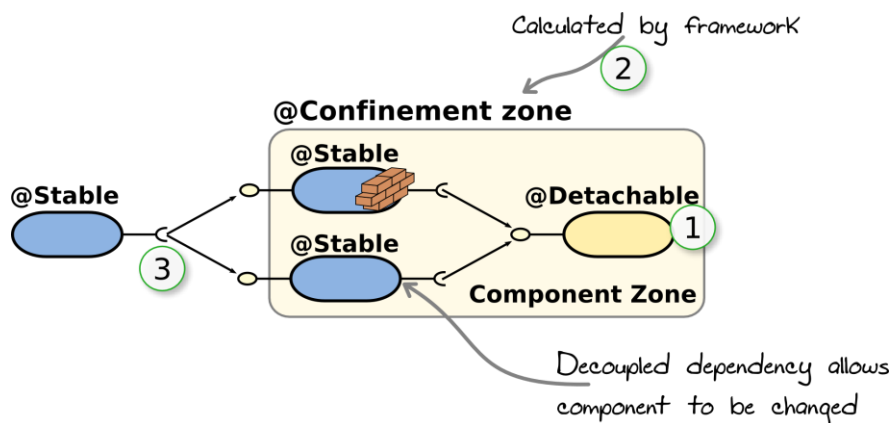 Calculated by framework
2
@Confinement zone
@Stable
@Stable
@Detachable
1
@Stable
3
Component Zone
Decoupled dependency allows
component to be changed